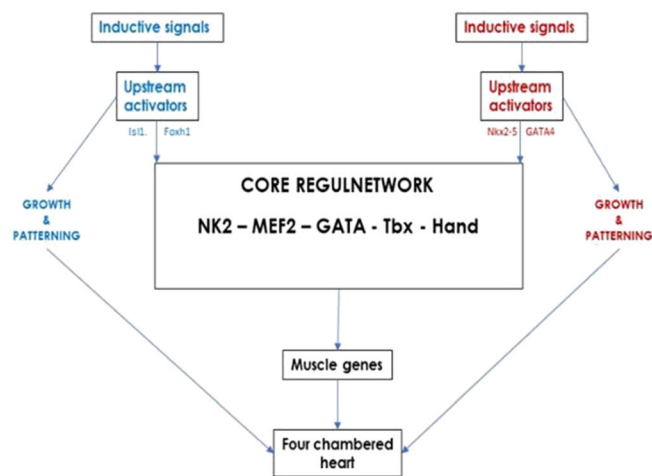 Inductive signals
Inductive signals
Upstream
activators
Upstream
activators
Isl1. Foxh1
Nkx2-5 GATA4
CORE REGULNETWORK
NK2 – MEF2 – GATA - Tbx - Hand
GROWTH
&
PATTERNING
GROWTH
&
PATTERNING
Muscle genes
Four chambered
heart